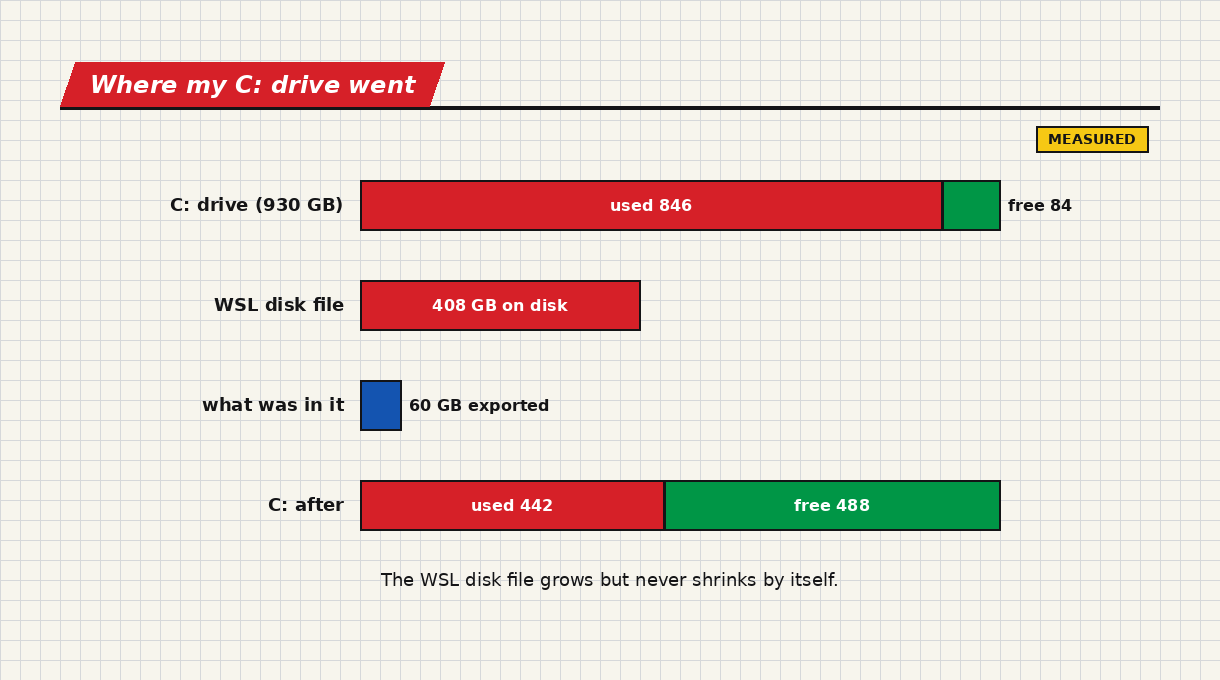 Where my C: drive went
MEASURED
C: drive (930 GB) used 846 free 84
WSL disk file 408 GB on disk
what was in it 60 GB exported
C: after used 442 free 488
The WSL disk file grows but never shrinks by itself.